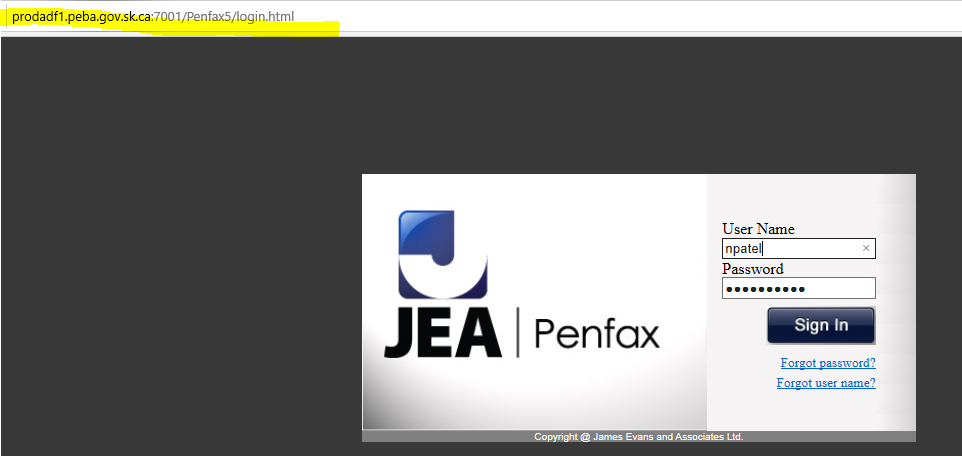 prodadf1.peba.gov.sk.ca:7001/Penfax5/login.html
User Name
npatel
Password
●●●●●●●●●●
JEA | Penfax
Sign In
Forgot password?
Forgot user name?
Copyright @ James Evans and Associates Ltd.